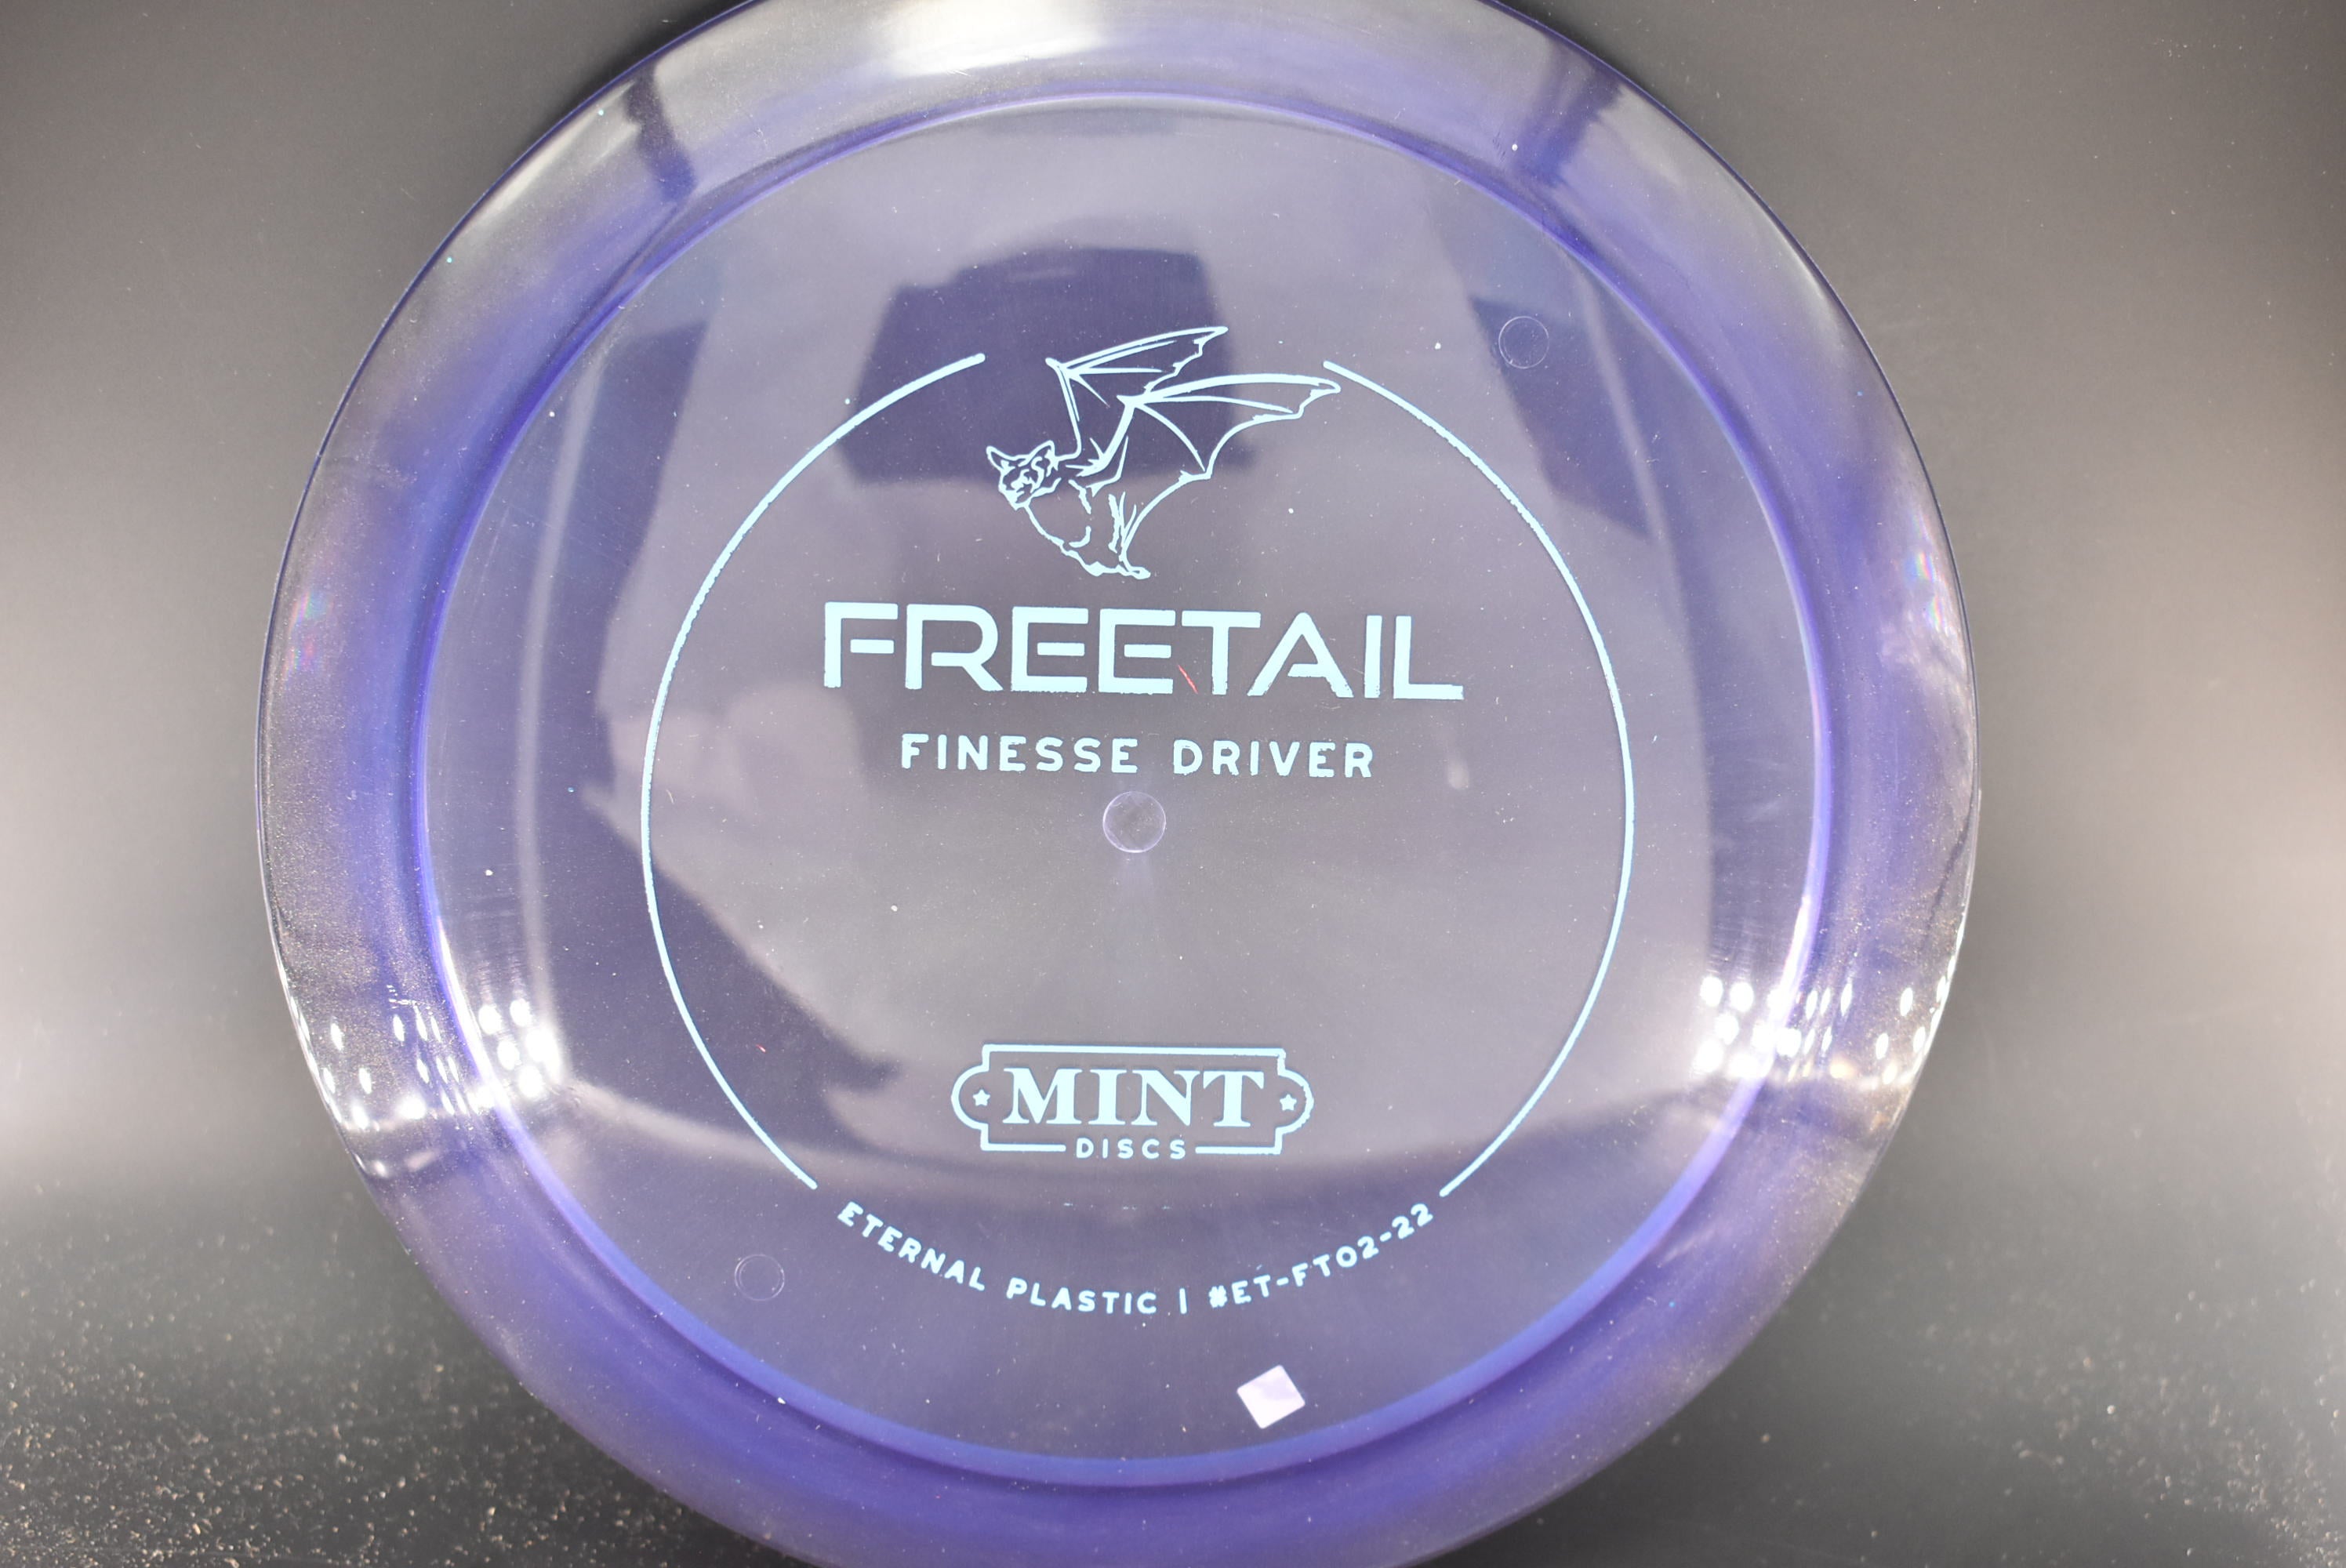 FREETAIL
FINESSE DRIVER
MINT
DISCS
ETERNAL PLASTIC | #ET-FT02-22